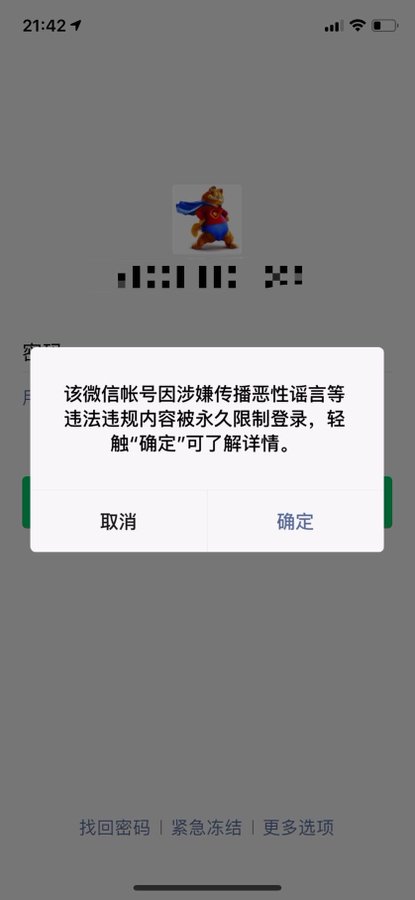 21:42
密码
该微信帐号因涉嫌传播恶性谣言等
违法违规内容被永久限制登录，轻
触“确定”可了解详情。
取消
确定
找回密码 | 紧急冻结 | 更多选项